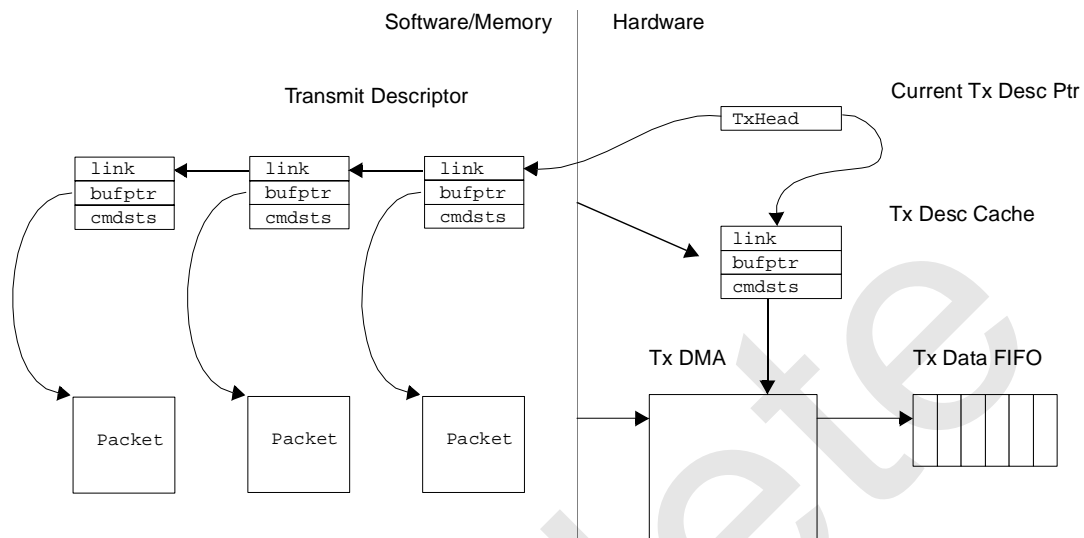 Software/Memory
Hardware
Transmit Descriptor
Current Tx Desc Ptr
TxHead
link
bufptr
cmdsts
link
bufptr
cmdsts
link
bufptr
cmdsts
Tx Desc Cache
link
bufptr
cmdsts
Tx DMA
Tx Data FIFO
Packet
Packet
Packet
ete